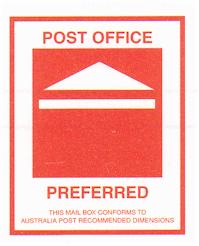 POST OFFICE
PREFERRED
THIS MAIL BOX CONFORMS TO
AUSTRALIA POST RECOMMENDED DIMENSIONS